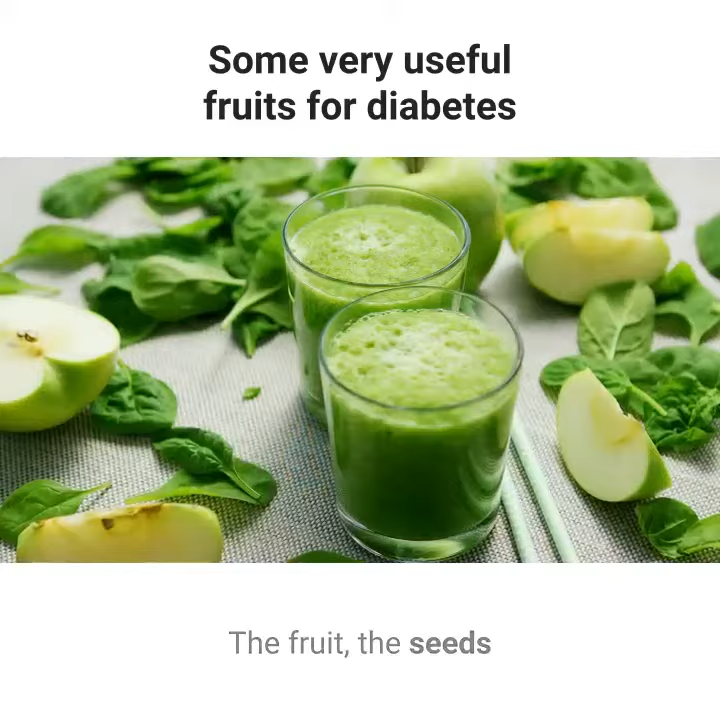 Some very useful
fruits for diabetes
The fruit, the seeds